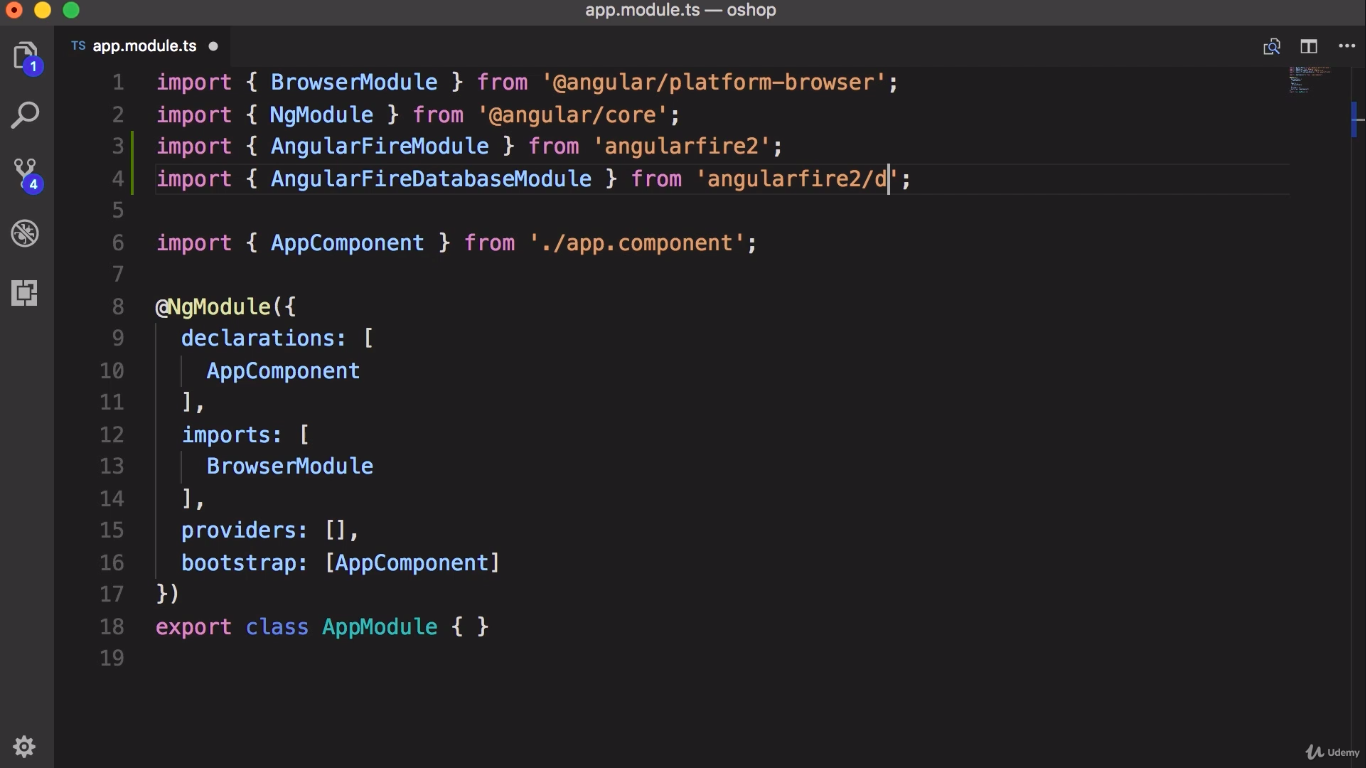 app.module.ts — oshop
TS app.module.ts
1
4
1 import { BrowserModule } from '@angular/platform-browser';
2 import { NgModule } from '@angular/core';
3 import { AngularFireModule } from 'angularfire2';
4 import { AngularFireDatabaseModule } from 'angularfire2/d';
5
6 import { AppComponent } from './app.component';
7
8 @NgModule({
9   declarations: [
10     AppComponent
11   ],
12   imports: [
13     BrowserModule
14   ],
15   providers: [],
16   bootstrap: [AppComponent]
17 })
18 export class AppModule { }
19
Udemy